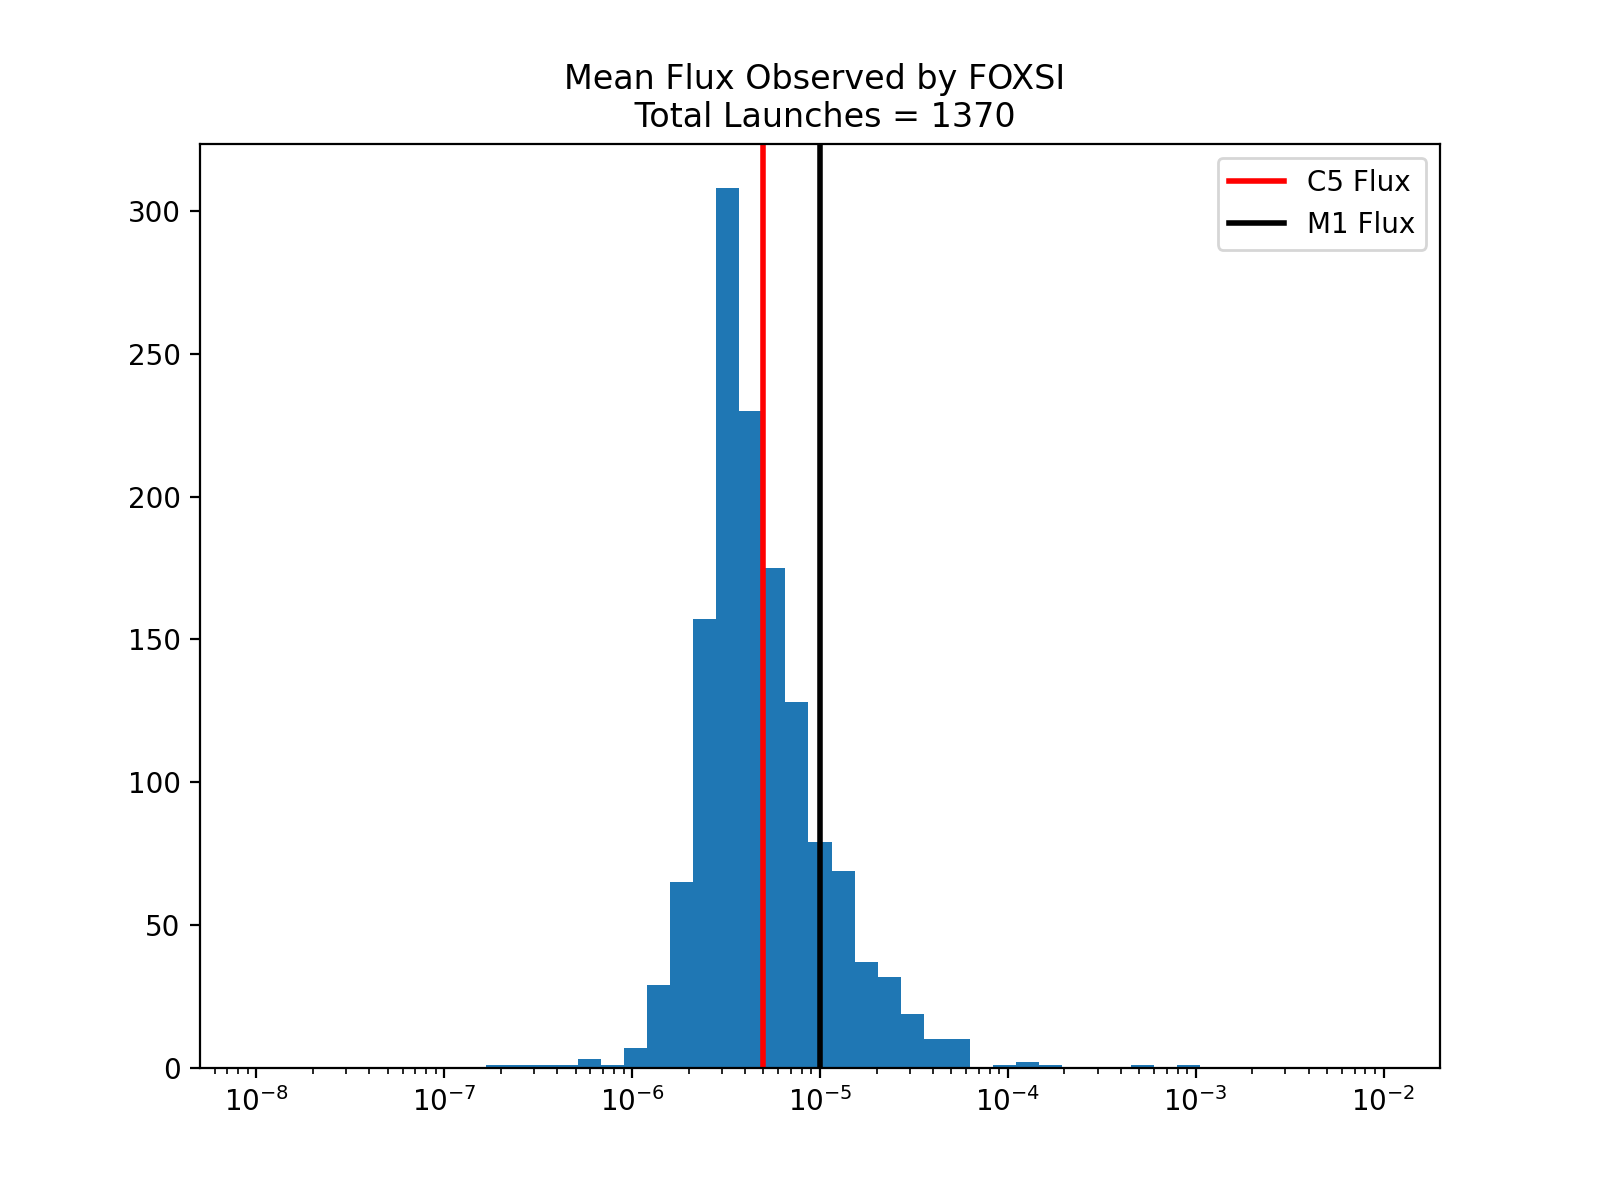 Mean Flux Observed by FOXSI
Total Launches = 1370
C5 Flux
M1 Flux
300
250
200
150
100
50
0
10⁻⁸ 10⁻⁷ 10⁻⁶ 10⁻⁵ 10⁻⁴ 10⁻³ 10⁻²